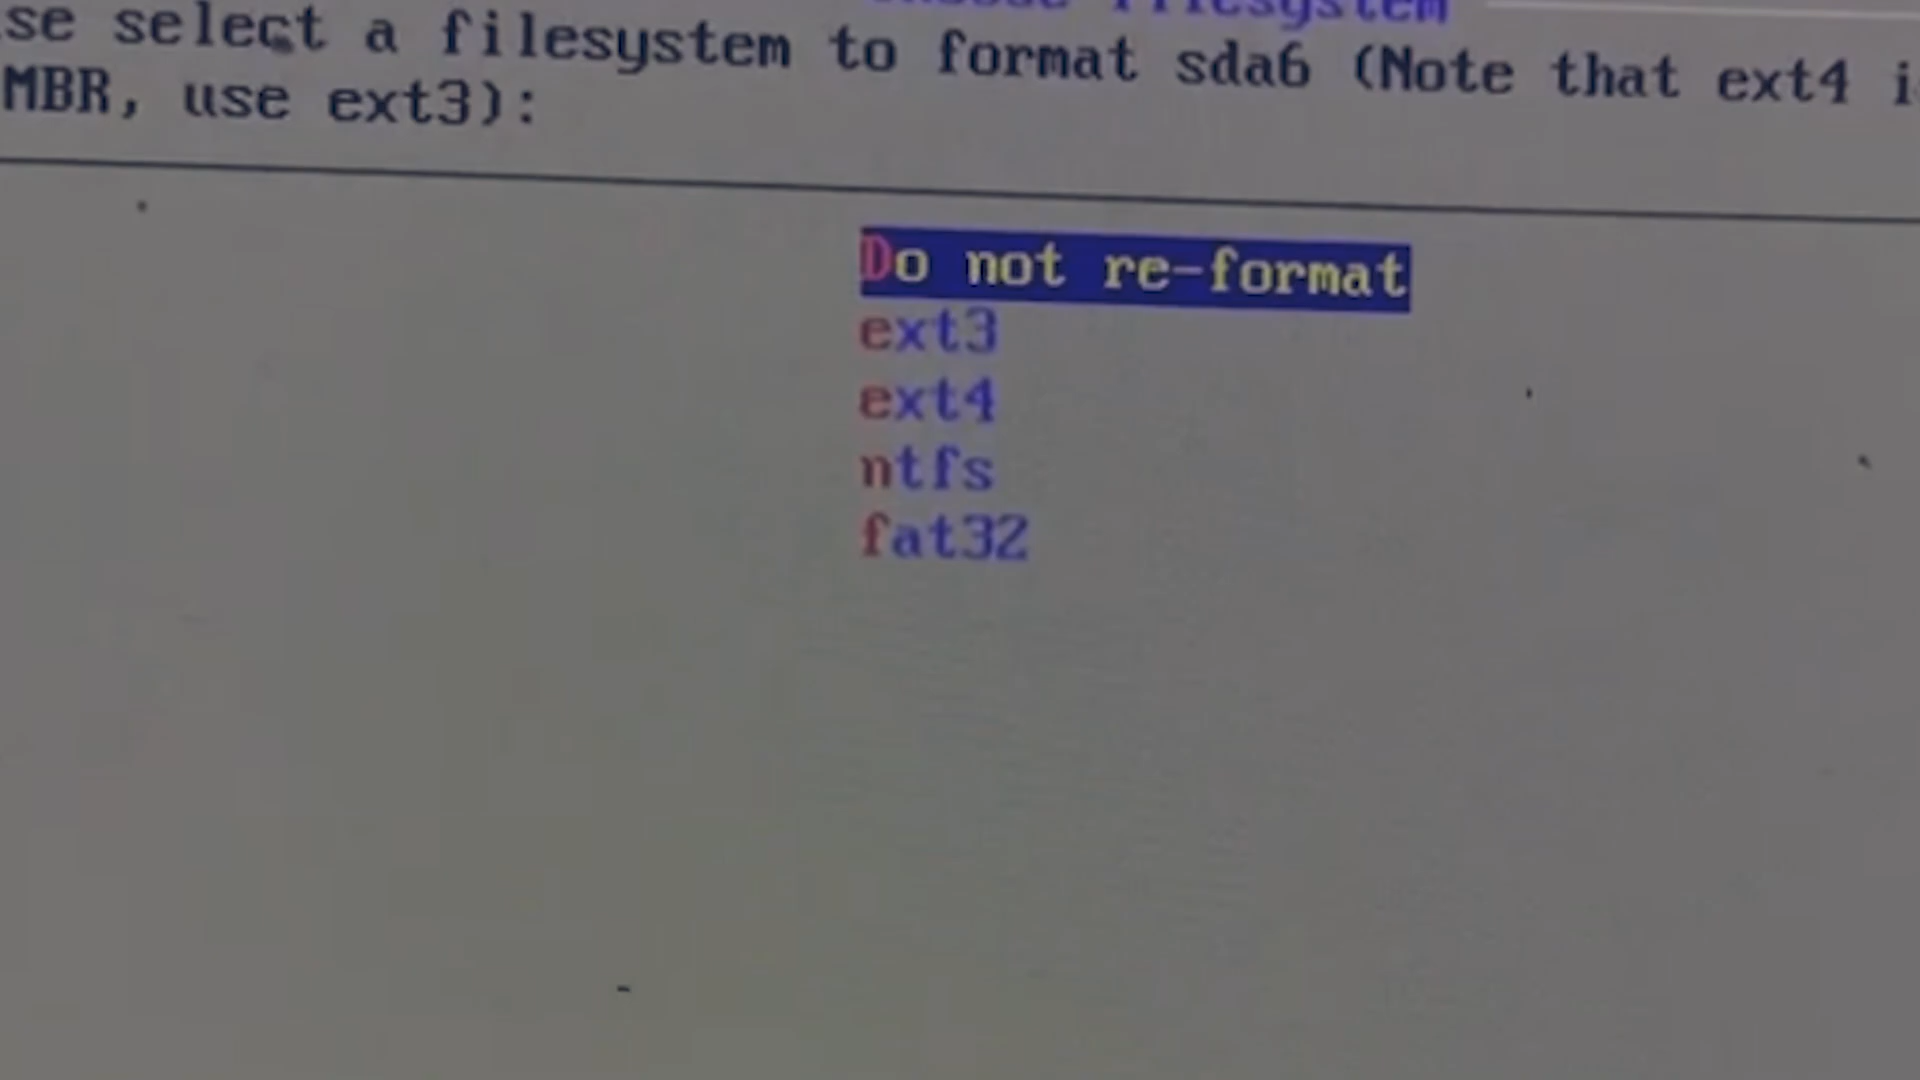 filesystem
select a filesystem to format sda6 (Note that ext4
MBR, use ext3):
Do not re-format
ext3
ext4
ntfs
fat32